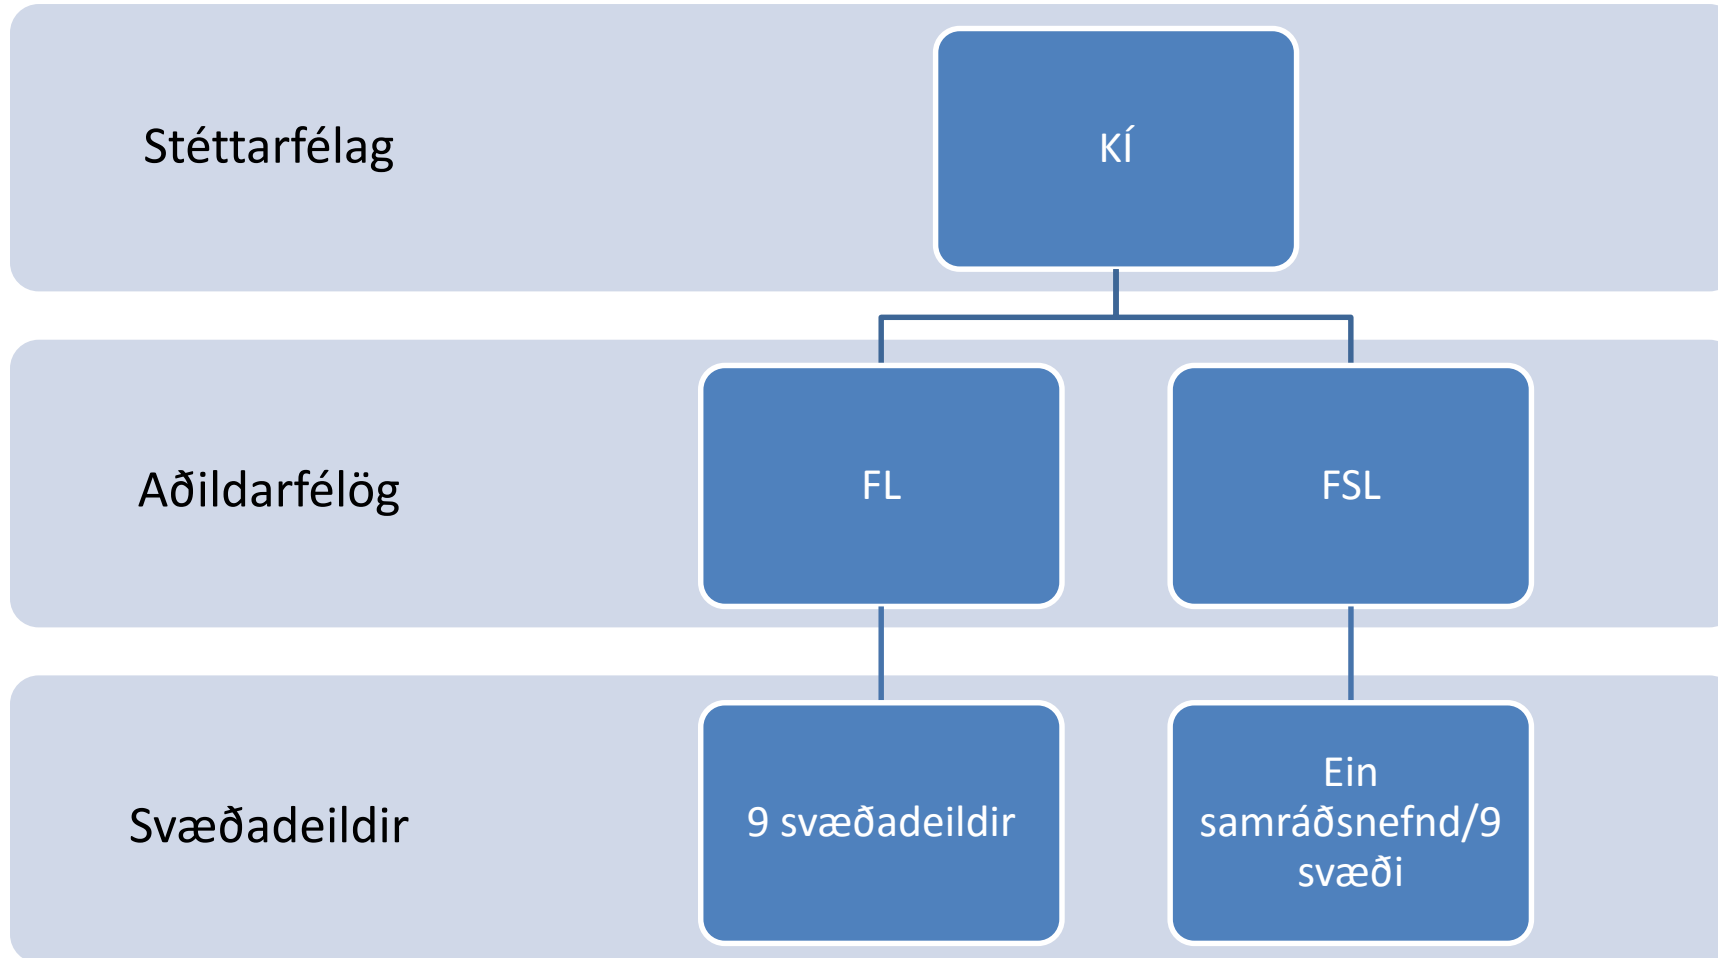 Stéttarfélag
KÍ
Aðildarfélög
FL
FSL
Svæðadeildir
9 svæðadeildir
Ein
samráðsnefnd/9
svæði